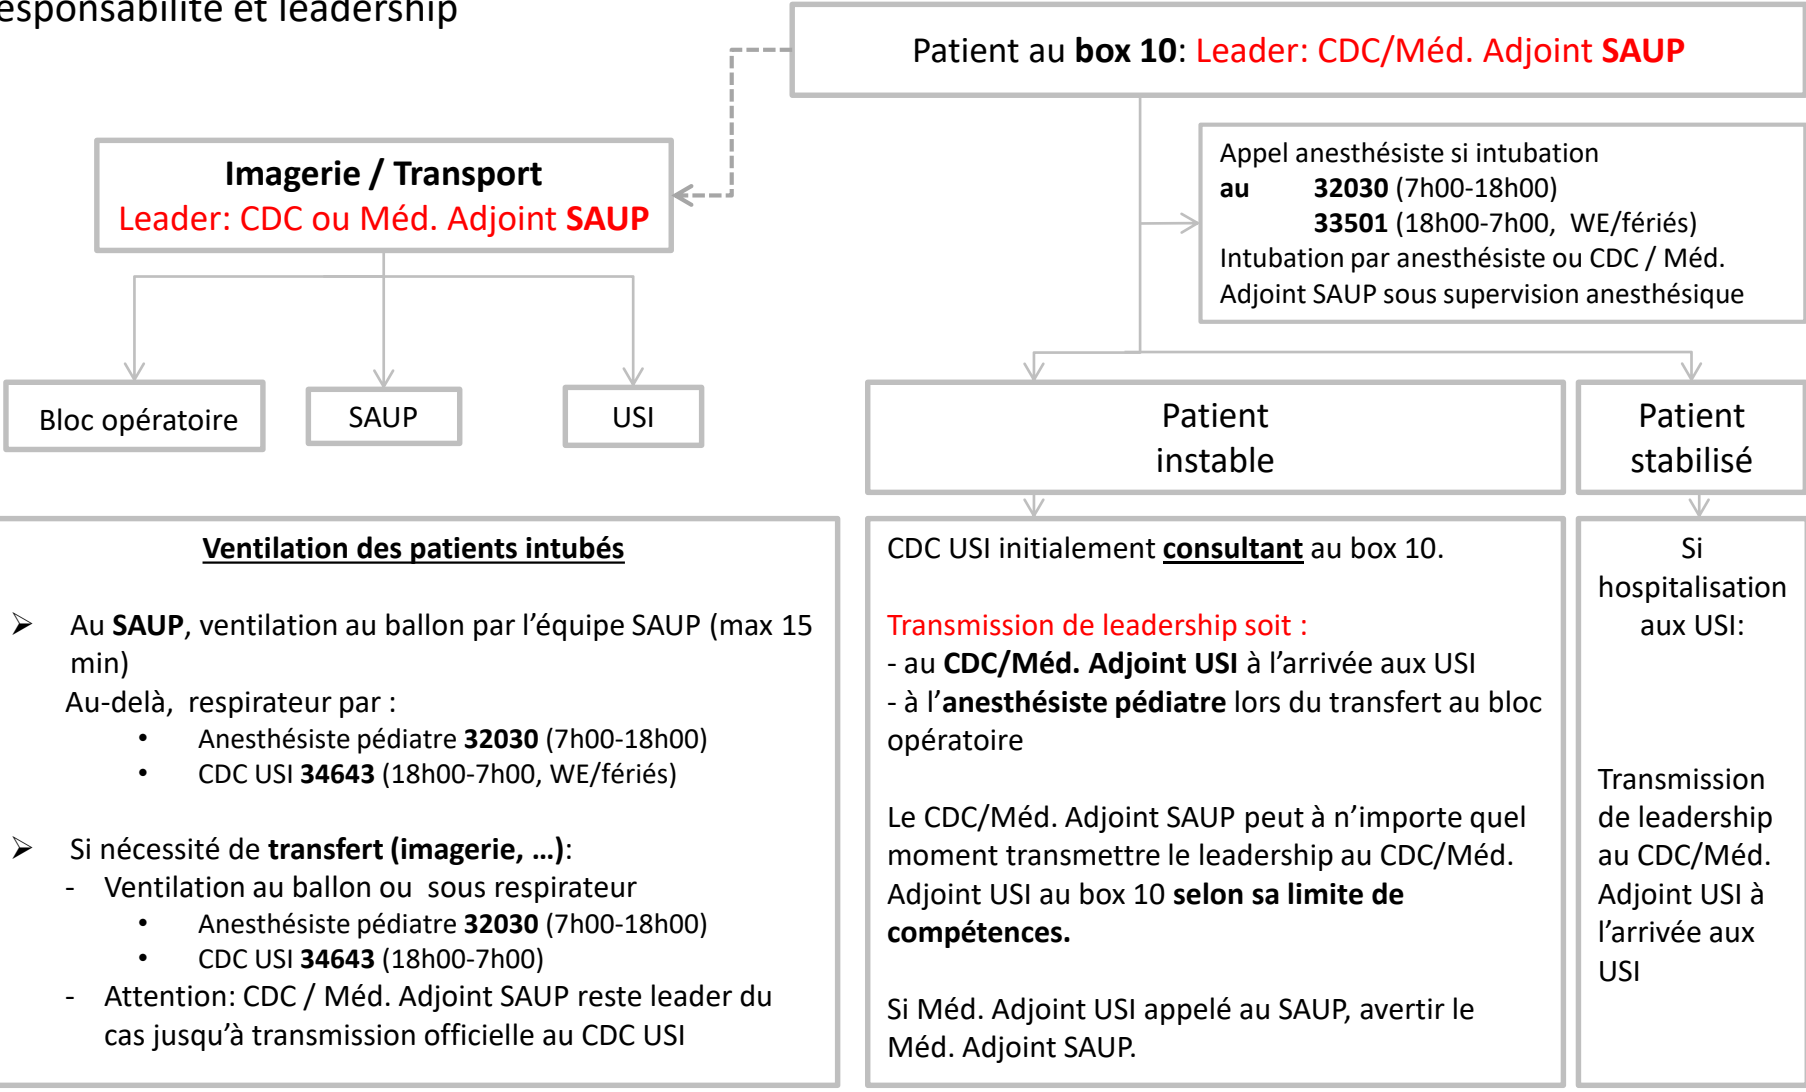 esponsabilité et leadership
Patient au box 10: Leader: CDC/Méd. Adjoint SAUP
Imagerie / Transport
Leader: CDC ou Méd. Adjoint SAUP
Appel anesthésiste si intubation
au 32030 (7h00-18h00)
33501 (18h00-7h00, WE/fériés)
Intubation par anesthésiste ou CDC / Méd.
Adjoint SAUP sous supervision anesthésique
Bloc opératoire
SAUP
USI
Patient
instable
Patient
stabilisé
Ventilation des patients intubés
➢ Au SAUP, ventilation au ballon par l’équipe SAUP (max 15
min)
Au-delà, respirateur par :
• Anesthésiste pédiatre 32030 (7h00-18h00)
• CDC USI 34643 (18h00-7h00, WE/fériés)
➢ Si nécessité de transfert (imagerie, …):
- Ventilation au ballon ou sous respirateur
• Anesthésiste pédiatre 32030 (7h00-18h00)
• CDC USI 34643 (18h00-7h00)
- Attention: CDC / Méd. Adjoint SAUP reste leader du
cas jusqu’à transmission officielle au CDC USI
CDC USI initialement consultant au box 10.
Transmission de leadership soit :
- au CDC/Méd. Adjoint USI à l’arrivée aux USI
- à l’anesthésiste pédiatre lors du transfert au bloc
opératoire
Le CDC/Méd. Adjoint SAUP peut à n’importe quel
moment transmettre le leadership au CDC/Méd.
Adjoint USI au box 10 selon sa limite de
compétences.
Si Méd. Adjoint USI appelé au SAUP, avertir le
Méd. Adjoint SAUP.
Si
hospitalisation
aux USI:
Transmission
de leadership
au CDC/Méd.
Adjoint USI à
l’arrivée aux
USI